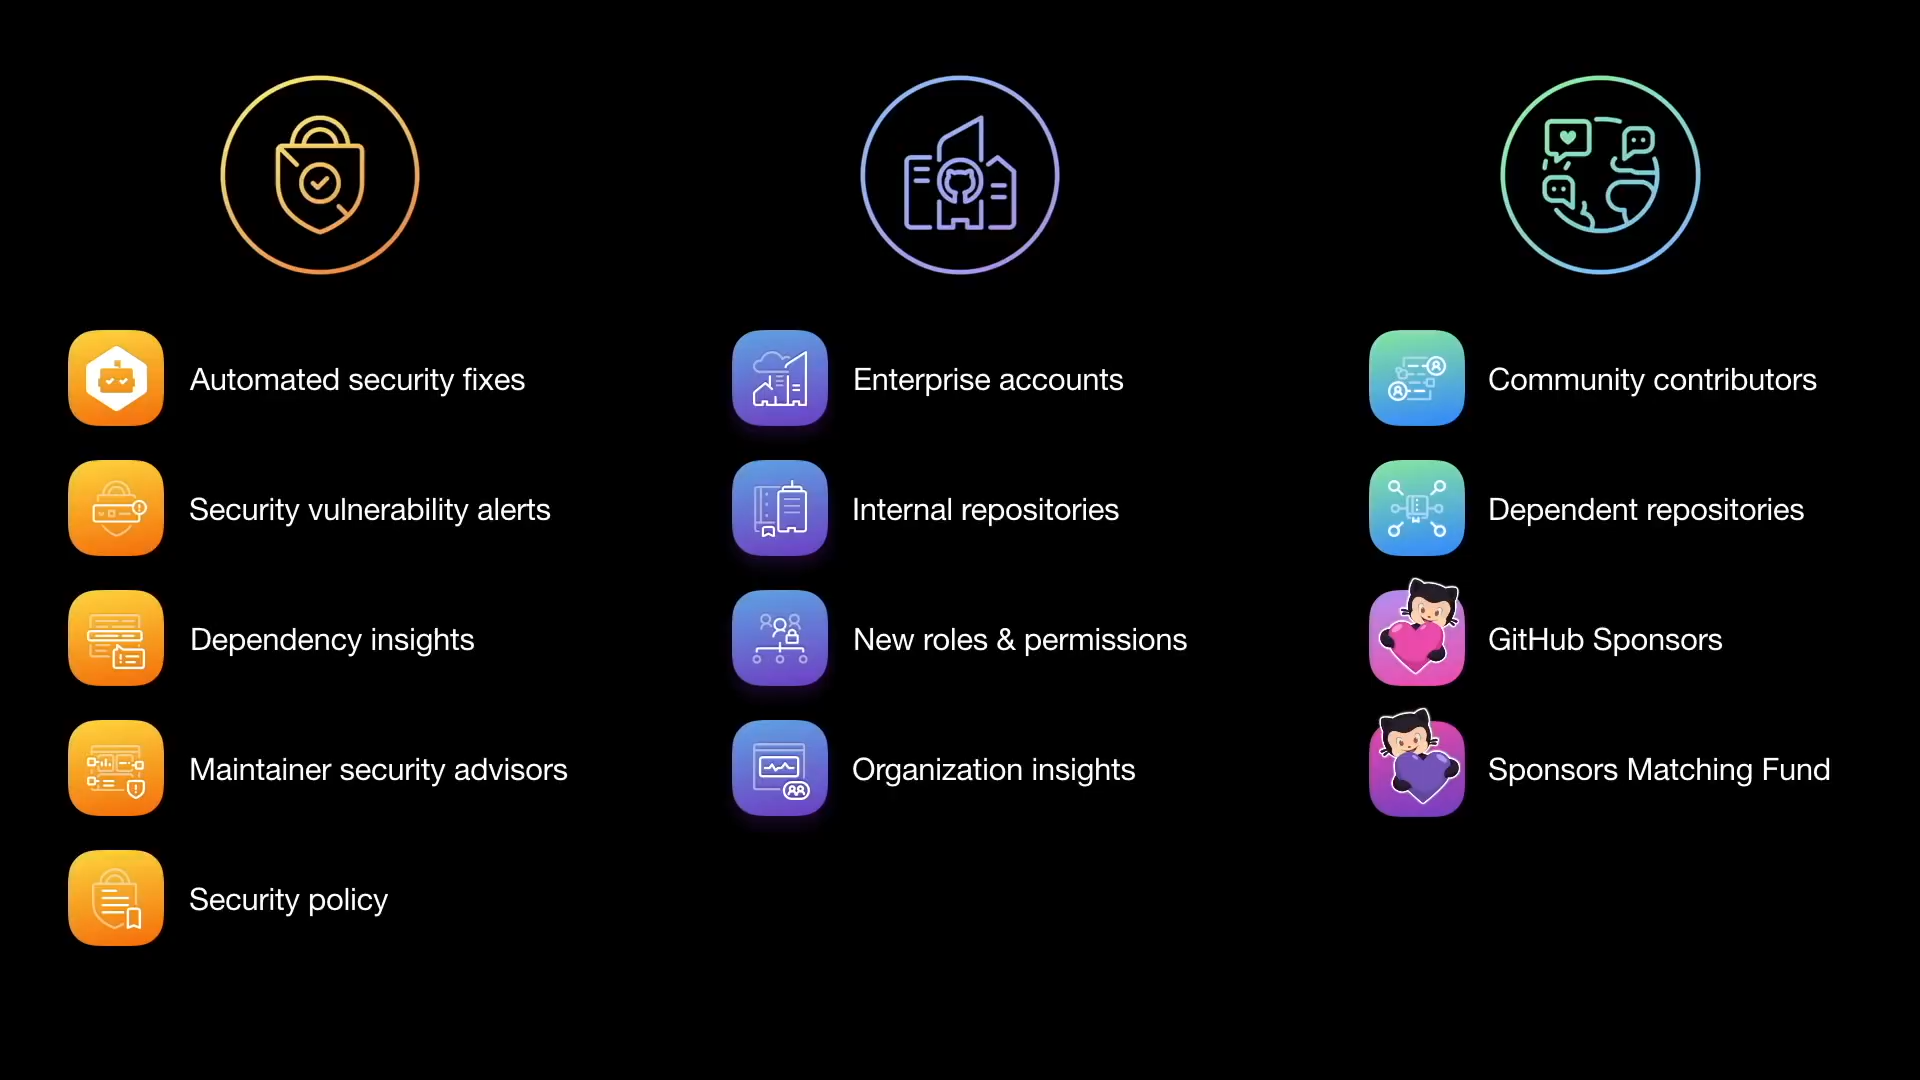 Automated security fixes
Security vulnerability alerts
Dependency insights
Maintainer security advisors
Security policy
Enterprise accounts
Internal repositories
New roles & permissions
Organization insights
Community contributors
Dependent repositories
GitHub Sponsors
Sponsors Matching Fund